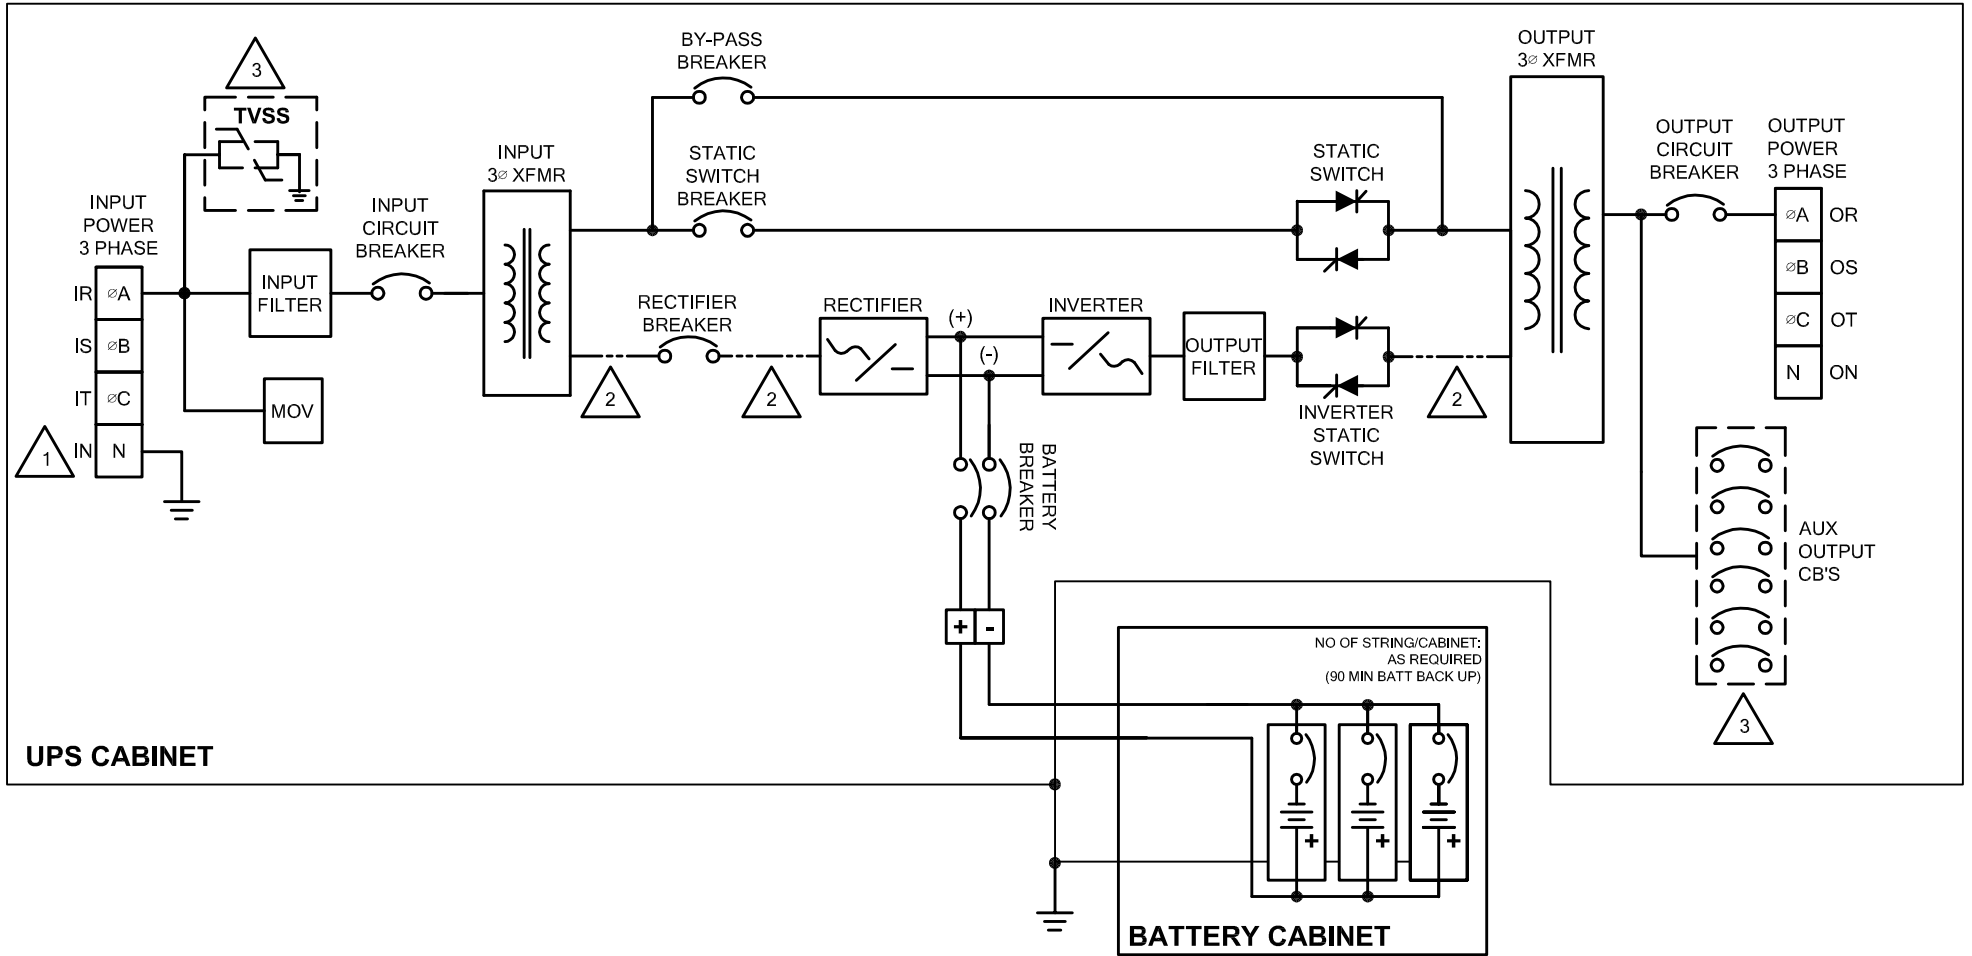 BY-PASS
BREAKER
OUTPUT
3⌀ XFMR
3
TVSS
INPUT
3⌀ XFMR
STATIC
SWITCH
BREAKER
STATIC
SWITCH
OUTPUT
CIRCUIT
BREAKER
OUTPUT
POWER
3 PHASE
INPUT
POWER
3 PHASE
INPUT
CIRCUIT
BREAKER
⌀A OR
⌀B OS
⌀C OT
N ON
IR ⌀A
IS ⌀B
IT ⌀C
IN N
1
INPUT
FILTER
MOV
RECTIFIER
BREAKER
2
2
RECTIFIER
(+)
(-)
INVERTER
OUTPUT
FILTER
INVERTER
STATIC
SWITCH
2
BATTERY
BREAKER
AUX
OUTPUT
CB'S
3
+ -
NO OF STRING/CABINET:
AS REQUIRED
(90 MIN BATT BACK UP)
+ + +
UPS CABINET
BATTERY CABINET